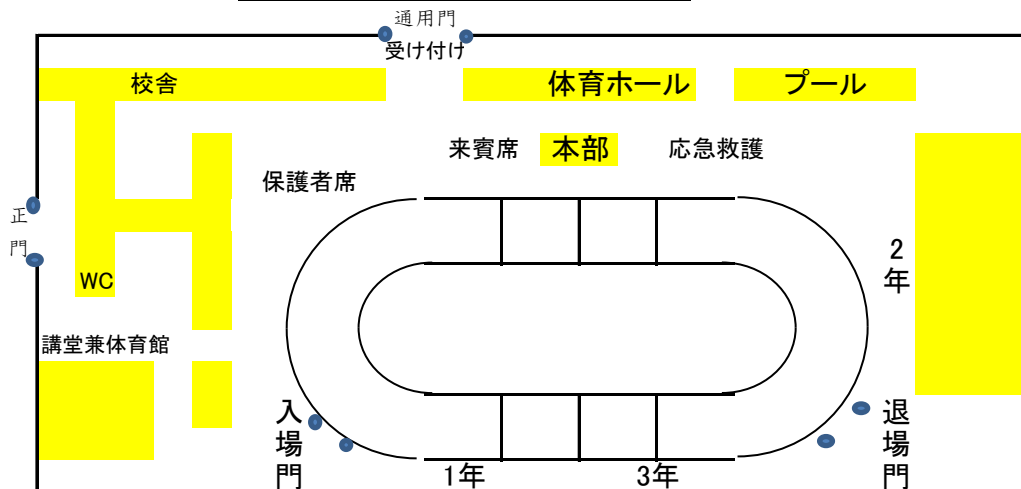 通用門
受け付け
校舎
体育ホール
プール
来賓席
本部
応急救護
保護者席
正門
2年
WC
講堂兼体育館
入場門
退場門
1年
3年